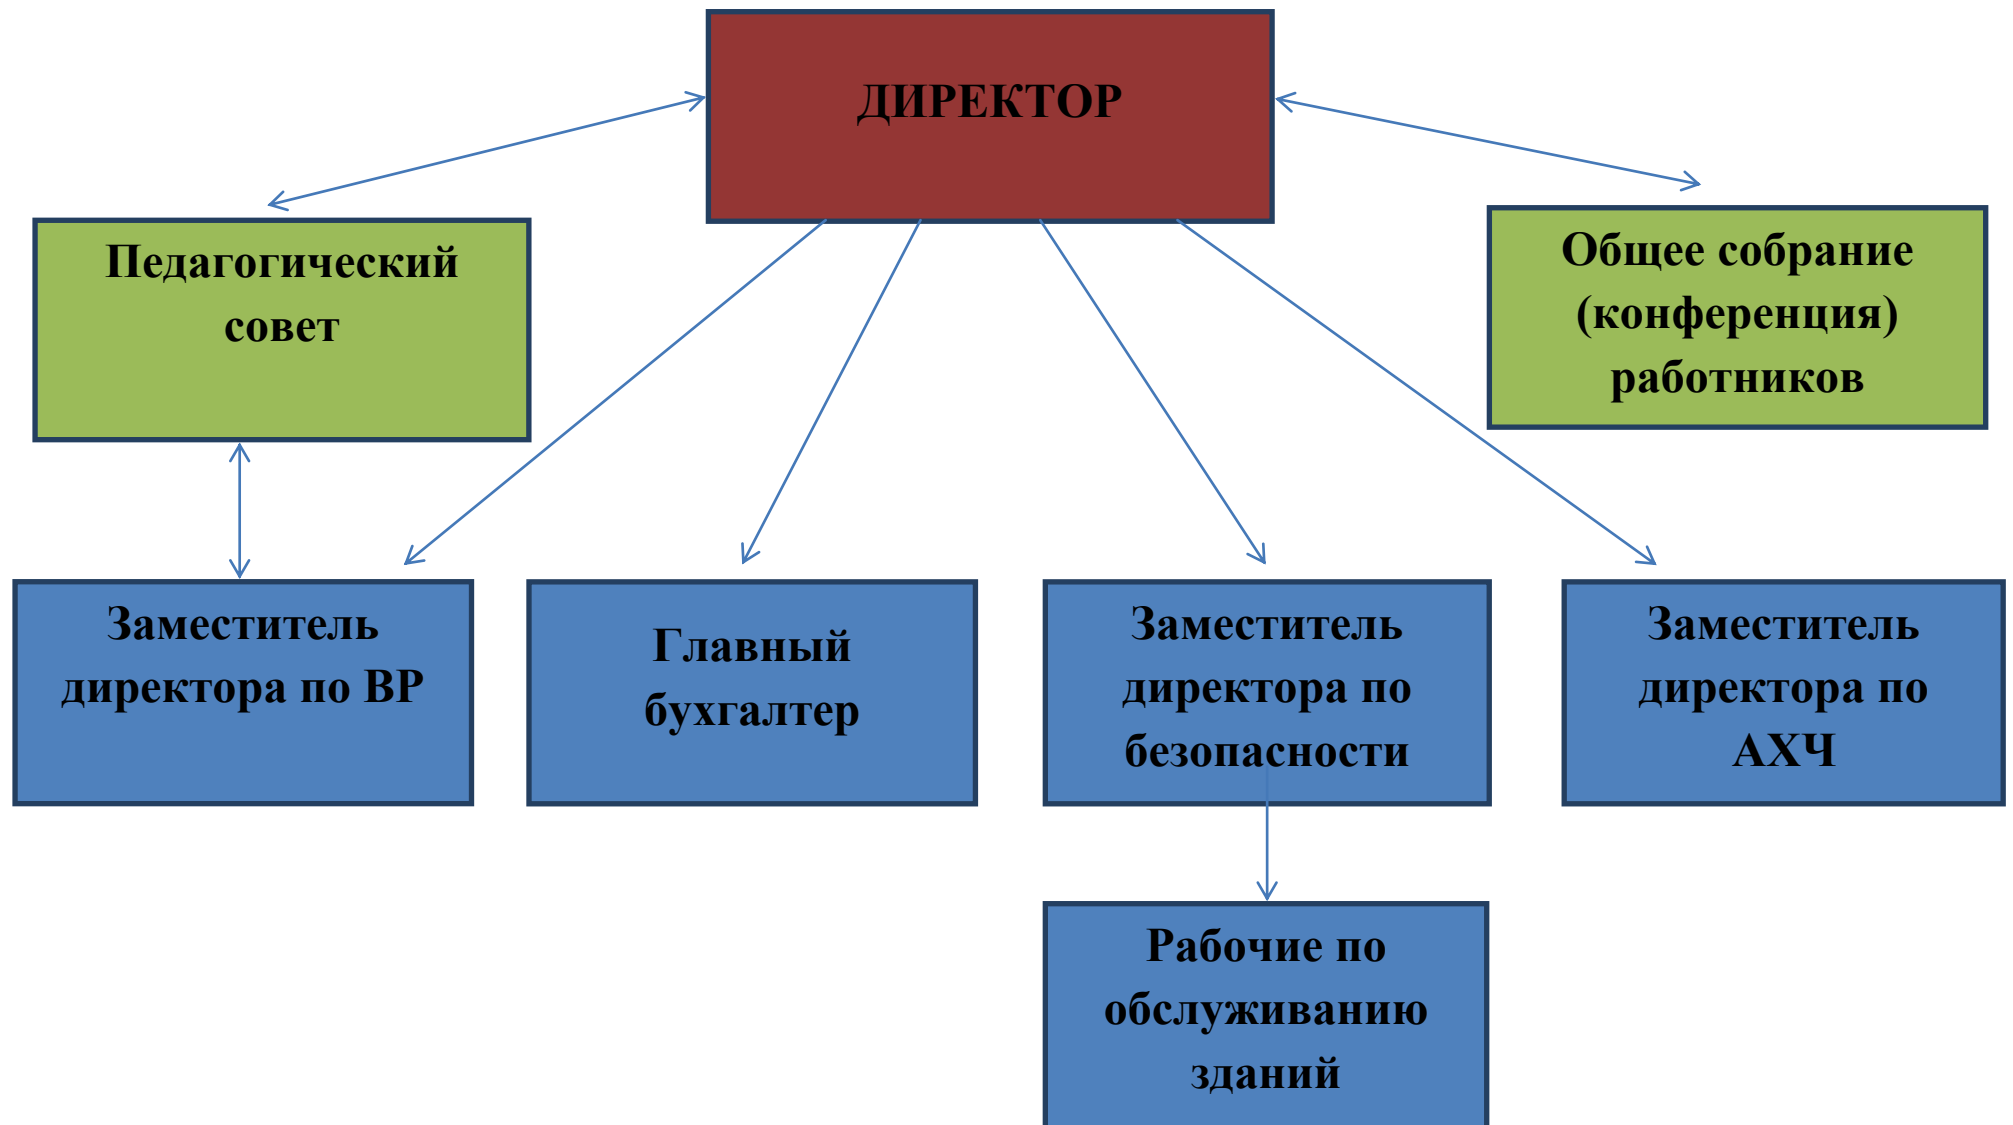 ДИРЕКТОР
Педагогический
совет
Общее собрание
(конференция)
работников
Заместитель
директора по ВР
Главный
бухгалтер
Заместитель
директора по
безопасности
Заместитель
директора по
АХЧ
Рабочие по
обслуживанию
зданий